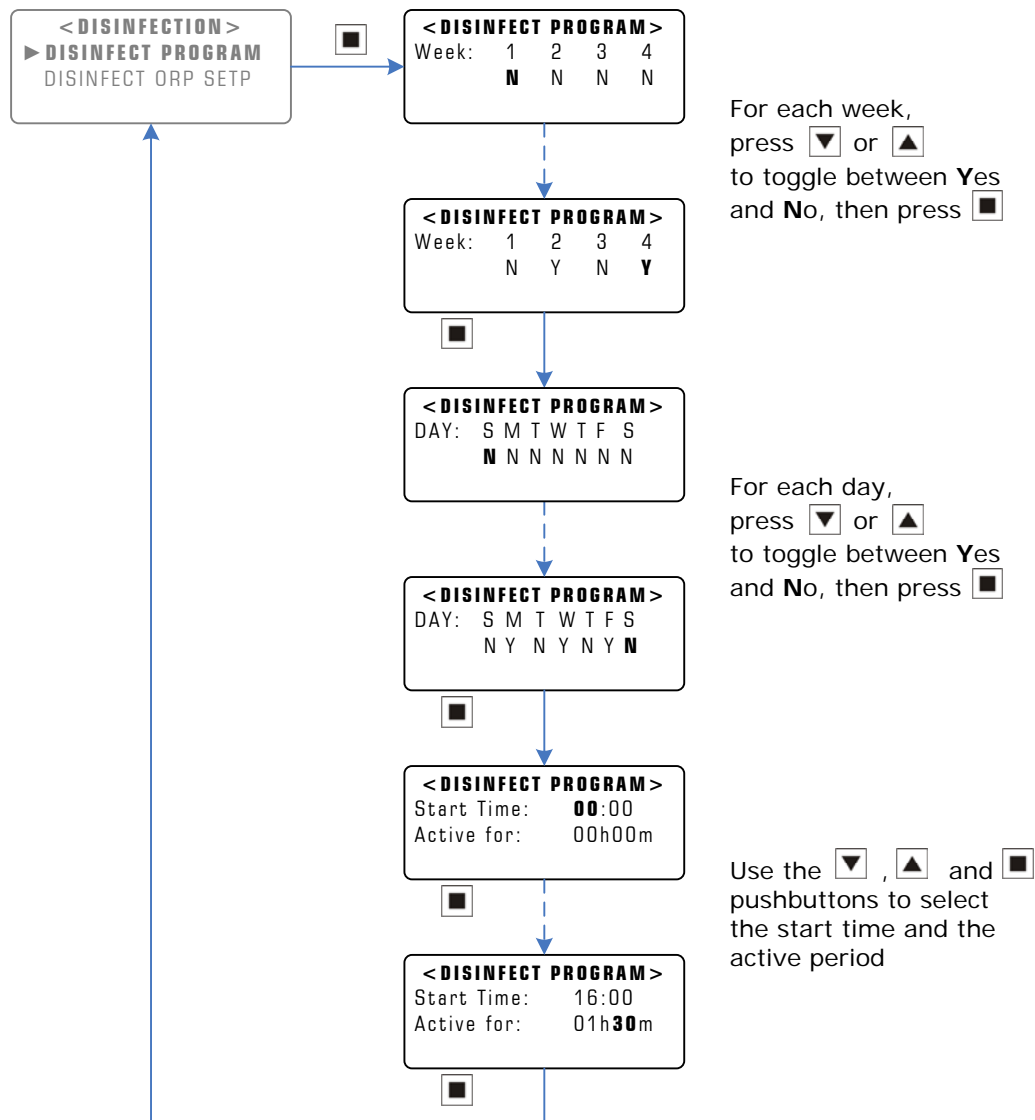 <DISINFECTION>
►DISINFECT PROGRAM
DISINFECT ORP SETP
<DISINFECT PROGRAM>
Week: 1 2 3 4
N N N N
For each week,
press ▼ or ▲
to toggle between Yes
and No, then press ■
<DISINFECT PROGRAM>
Week: 1 2 3 4
N Y N Y
<DISINFECT PROGRAM>
DAY: S M T W T F S
N N N N N N N
For each day,
press ▼ or ▲
to toggle between Yes
and No, then press ■
<DISINFECT PROGRAM>
DAY: S M T W T F S
N Y N Y N Y N
<DISINFECT PROGRAM>
Start Time: 00:00
Active for: 00h00m
Use the ▼ , ▲ and ■
pushbuttons to select
the start time and the
active period
<DISINFECT PROGRAM>
Start Time: 16:00
Active for: 01h30m